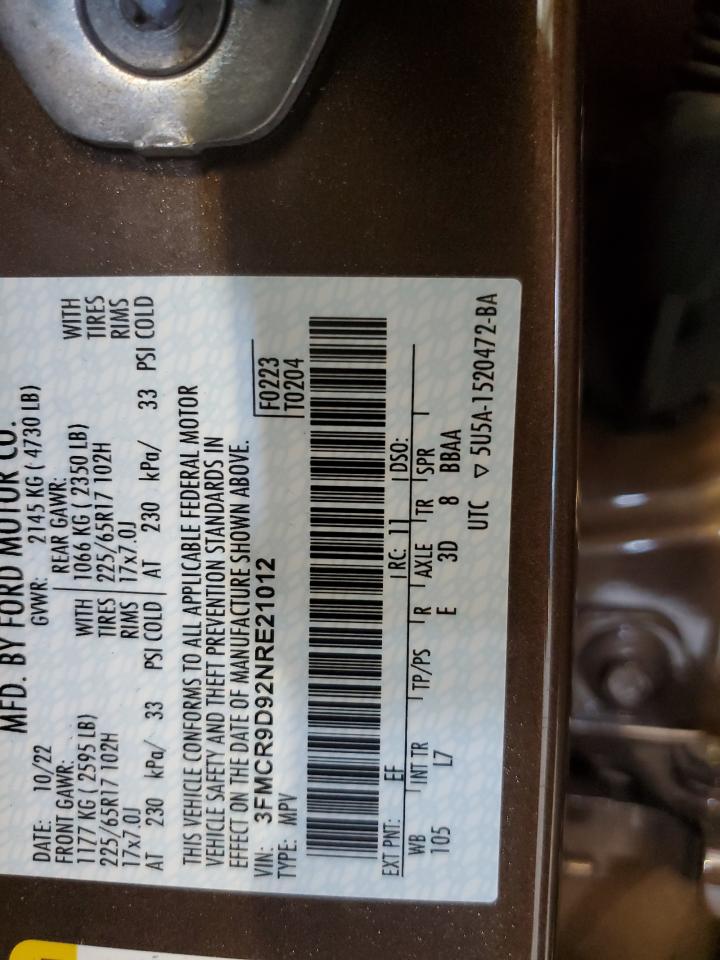 MFD. BY FORD MOTOR CO.
DATE: 10/22 GVWR: 2145 KG ( 4730 LB)
FRONT GAWR: REAR GAWR:
1177 KG ( 2595 LB) WITH 1066 KG ( 2350 LB) WITH
225/65R17 102H TIRES 225/65R17 102H TIRES
17x7.0J RIMS 17x7.0J RIMS
AT 230 kPa/ 33 PSI COLD AT 230 kPa/ 33 PSI COLD
THIS VEHICLE CONFORMS TO ALL APPLICABLE FEDERAL MOTOR
VEHICLE SAFETY AND THEFT PREVENTION STANDARDS IN
EFFECT ON THE DATE OF MANUFACTURE SHOWN ABOVE.
VIN: 3FMCR9D92NRE21012 F0223
TYPE: MPV T0204
EXT PNT: EF RC: 11 DSO:
WB INT TR TP/PS R AXLE TR SPR
105 L7 E 3D 8 BBAA
UTC ▽ 5U5A-1520472-BA